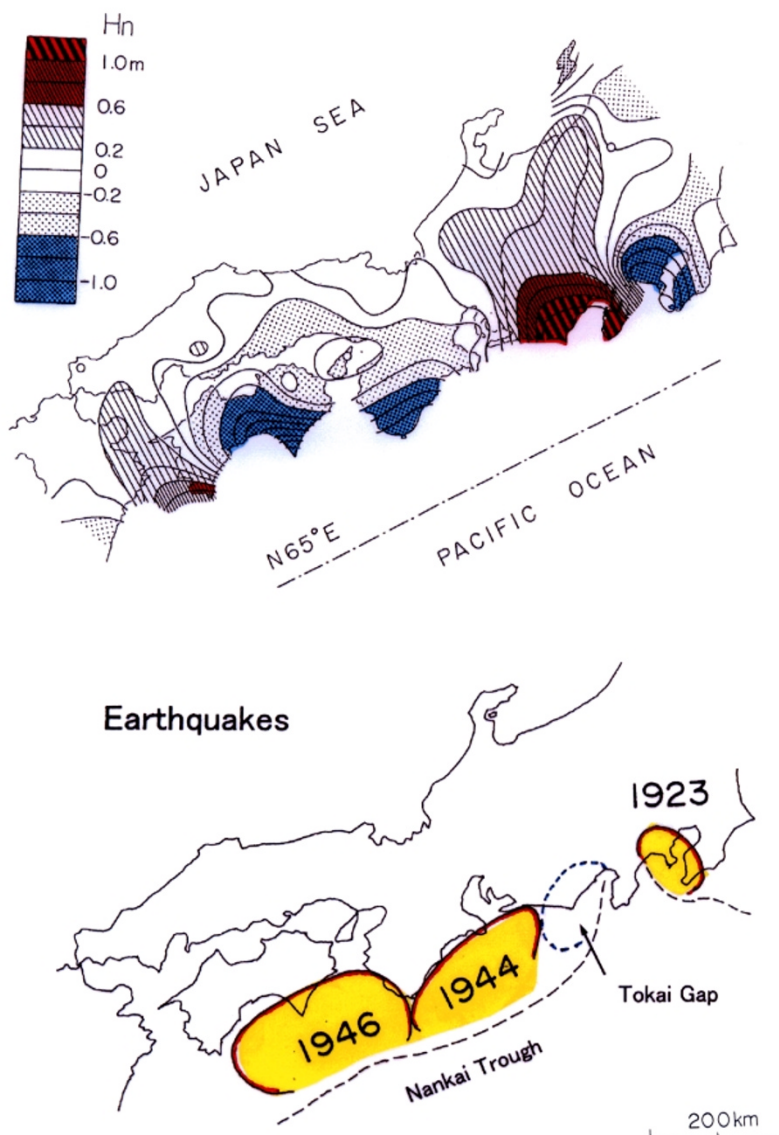 Hn
1.0m
0.6
0.2
0
-0.2
-0.6
-1.0
JAPAN SEA
N65°E
PACIFIC OCEAN
Earthquakes
1923
1944
1946
Tokai Gap
Nankai Trough
200km